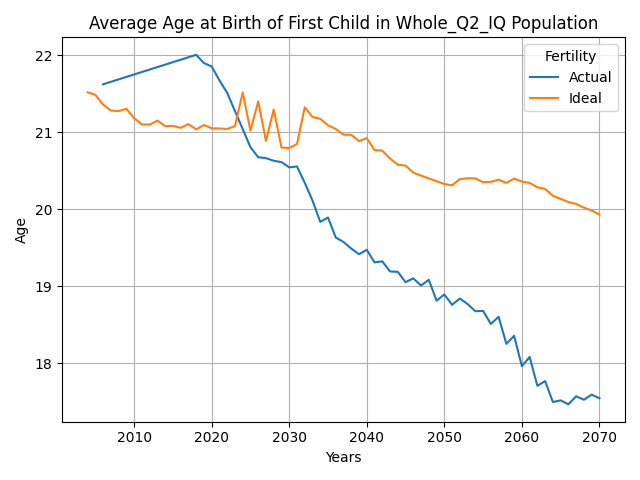 Average Age at Birth of First Child in Whole_Q2_IQ Population
Fertility
Actual
Ideal
Age
22
21
20
19
18
2010 2020 2030 2040 2050 2060 2070
Years